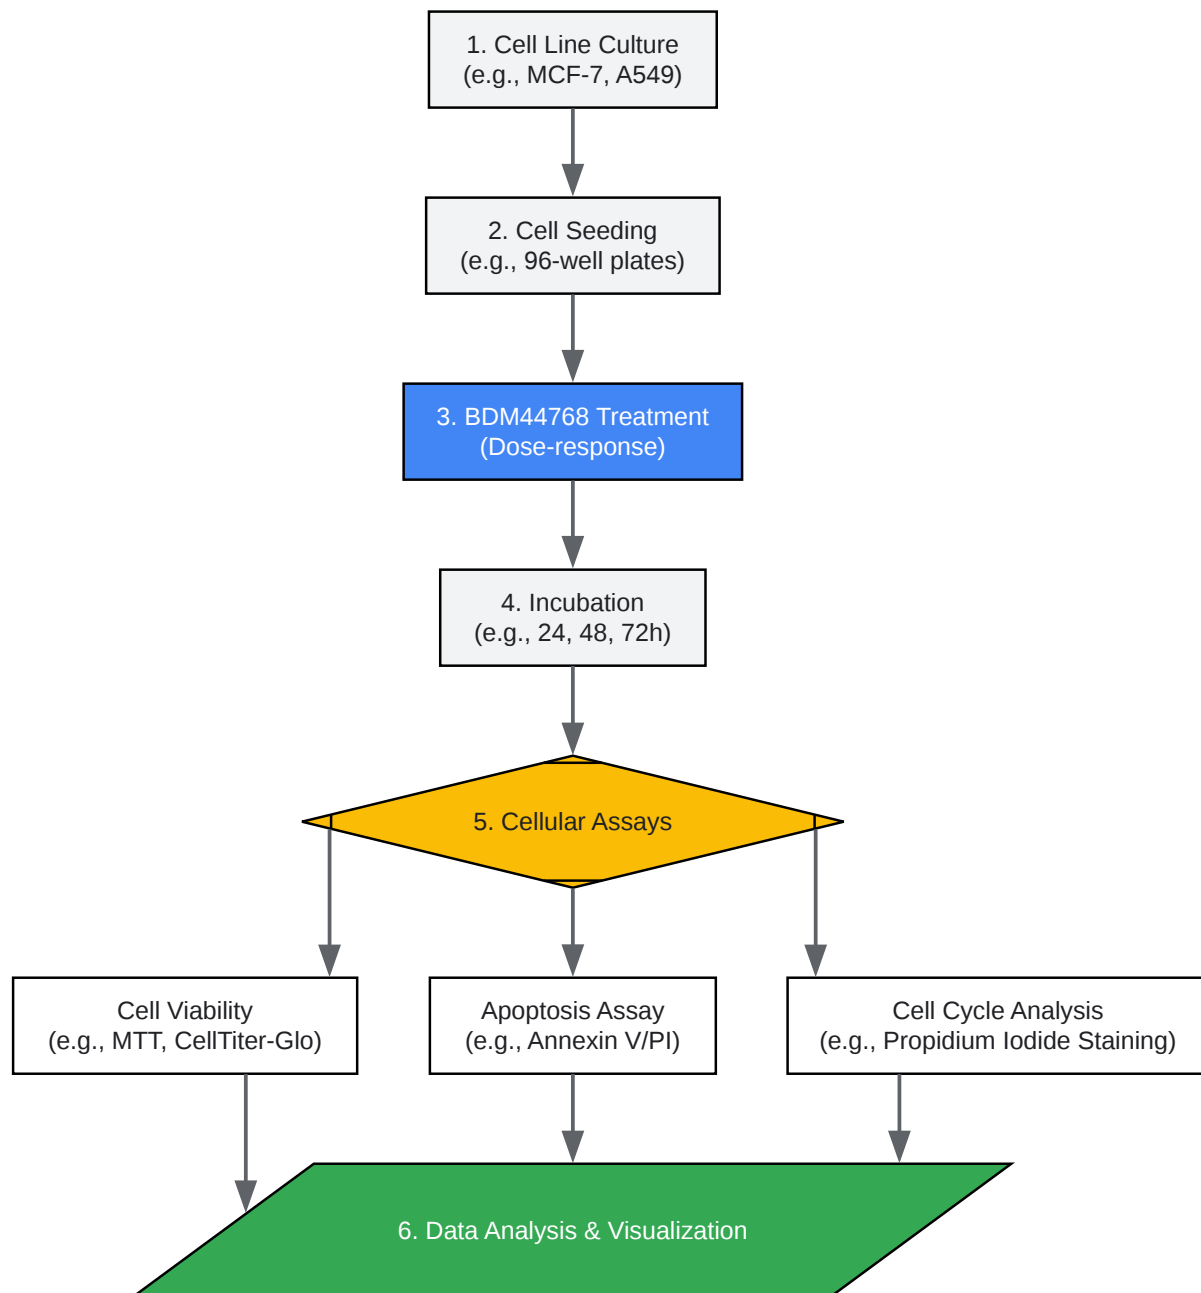 1. Cell Line Culture
(e.g., MCF-7, A549)
2. Cell Seeding
(e.g., 96-well plates)
3. BDM44768 Treatment
(Dose-response)
4. Incubation
(e.g., 24, 48, 72h)
5. Cellular Assays
Cell Viability
(e.g., MTT, CellTiter-Glo)
Apoptosis Assay
(e.g., Annexin V/PI)
Cell Cycle Analysis
(e.g., Propidium Iodide Staining)
6. Data Analysis & Visualization